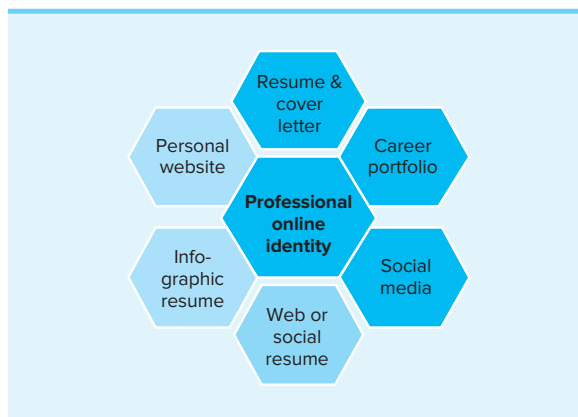 Resume &
cover
letter
Personal
website
Career
portfolio
Professional
online
identity
Info-
graphic
resume
Social
media
Web or
social
resume